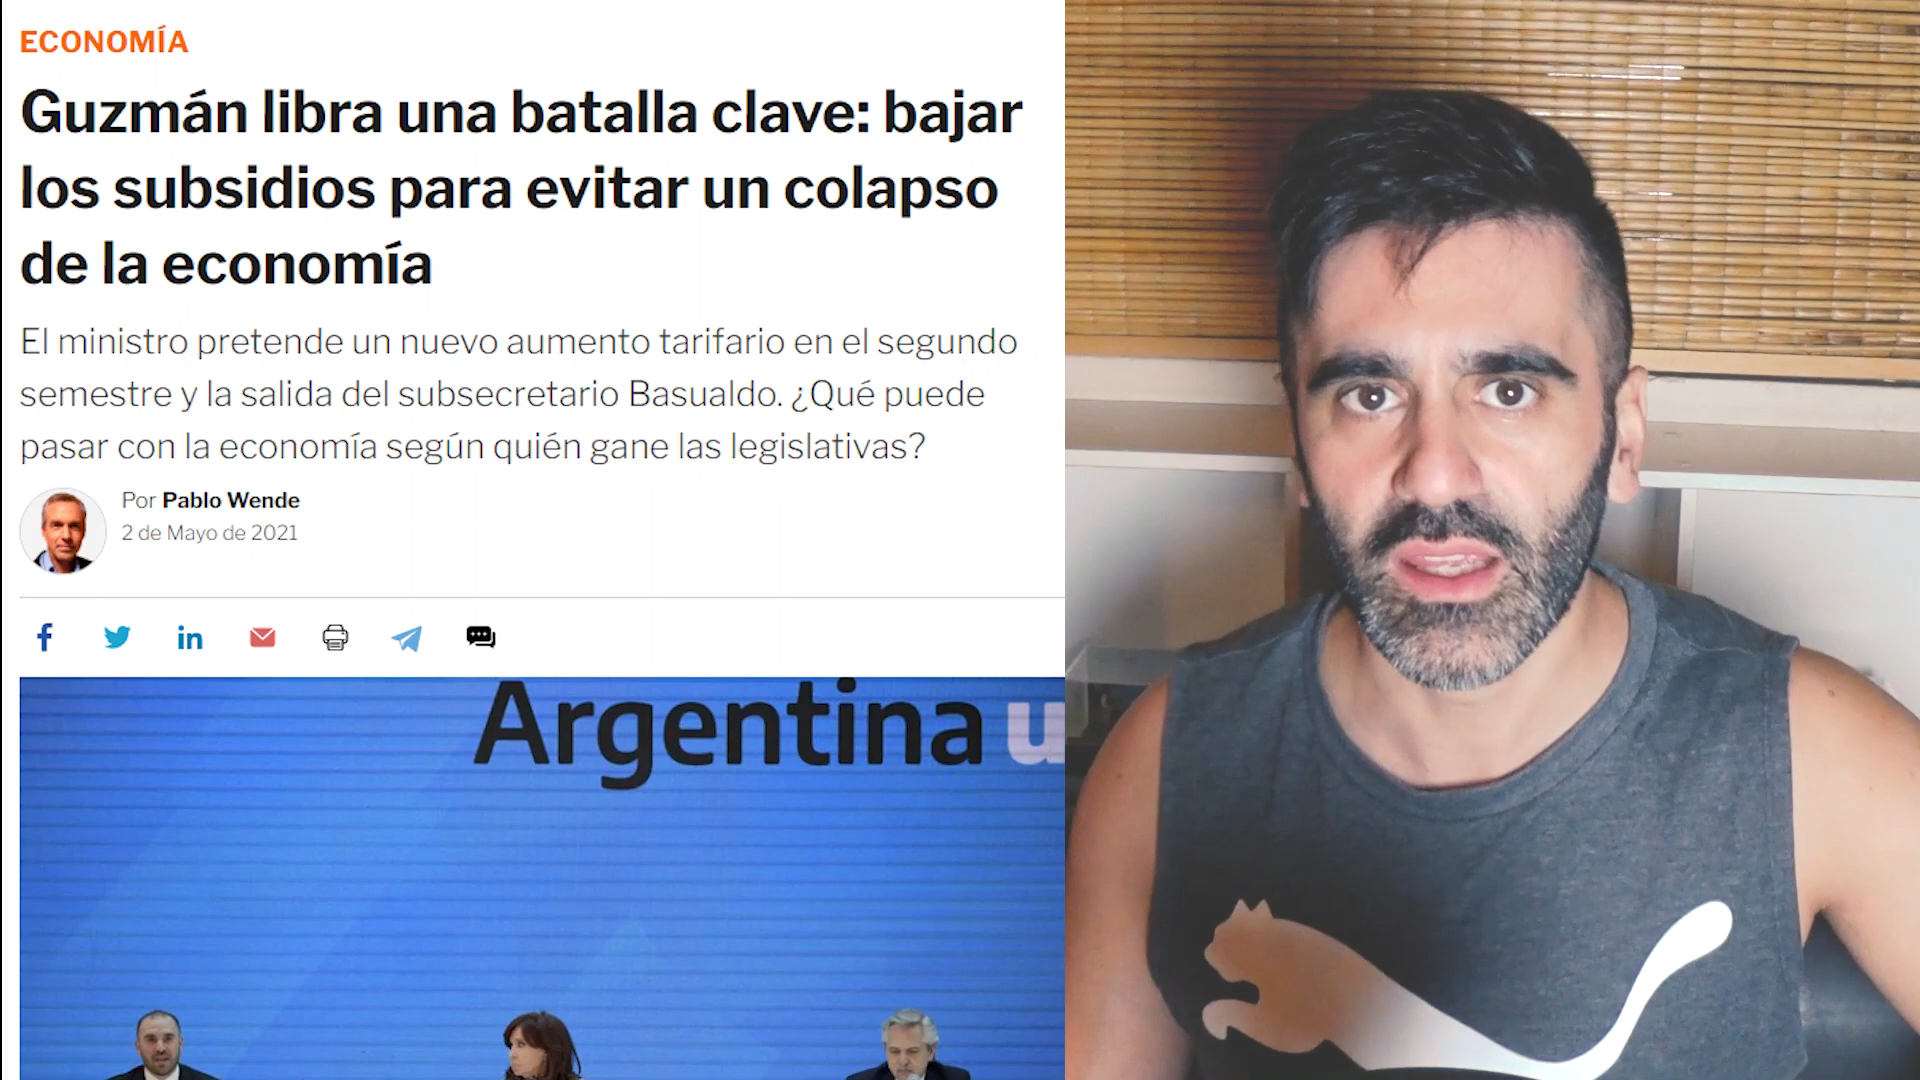 ECONOMÍA
Guzmán libra una batalla clave: bajar
los subsidios para evitar un colapso
de la economía
El ministro pretende un nuevo aumento tarifario en el segundo
semestre y la salida del subsecretario Basualdo. ¿Qué puede
pasar con la economía según quién gane las legislativas?
Por Pablo Wende
2 de Mayo de 2021
Argentina u